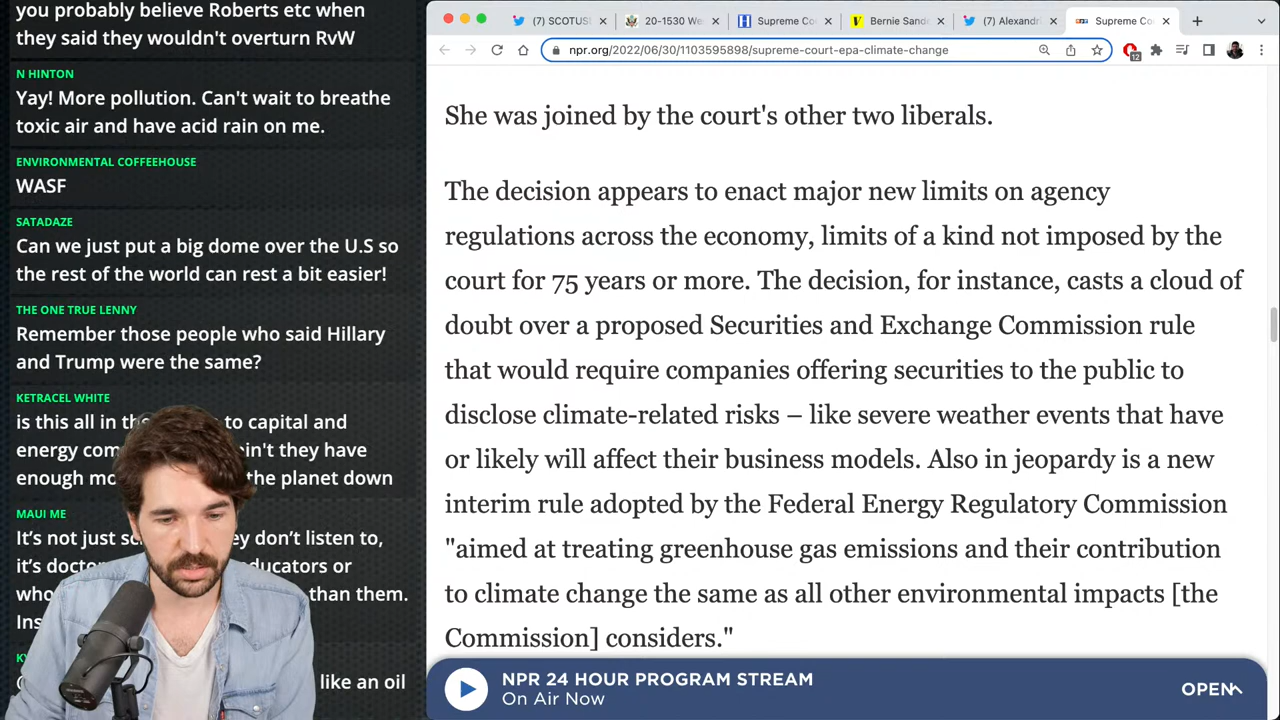 you probably believe Roberts etc when
they said they wouldn't overturn RvW
N HINTON
Yay! More pollution. Can't wait to breathe
toxic air and have acid rain on me.
ENVIRONMENTAL COFFEEHOUSE
WASF
SATADAZE
Can we just put a big dome over the U.S so
the rest of the world can rest a bit easier!
THE ONE TRUE LENNY
Remember those people who said Hillary
and Trump were the same?
KETRACEL WHITE
is this all in to capital and
energy they have
enough the planet down
MAUI ME
It's not just they don't listen to,
it's educators or
than them.
like an oil
(7) SCOTUS
20-1530 We
Supreme Co
Bernie Sand
(7) Alexandri
Supreme C
npr.org/2022/06/30/1103595898/supreme-court-epa-climate-change
12
She was joined by the court's other two liberals.
The decision appears to enact major new limits on agency
regulations across the economy, limits of a kind not imposed by the
court for 75 years or more. The decision, for instance, casts a cloud of
doubt over a proposed Securities and Exchange Commission rule
that would require companies offering securities to the public to
disclose climate-related risks – like severe weather events that have
or likely will affect their business models. Also in jeopardy is a new
interim rule adopted by the Federal Energy Regulatory Commission
"aimed at treating greenhouse gas emissions and their contribution
to climate change the same as all other environmental impacts [the
Commission] considers."
NPR 24 HOUR PROGRAM STREAM
On Air Now
OPEN